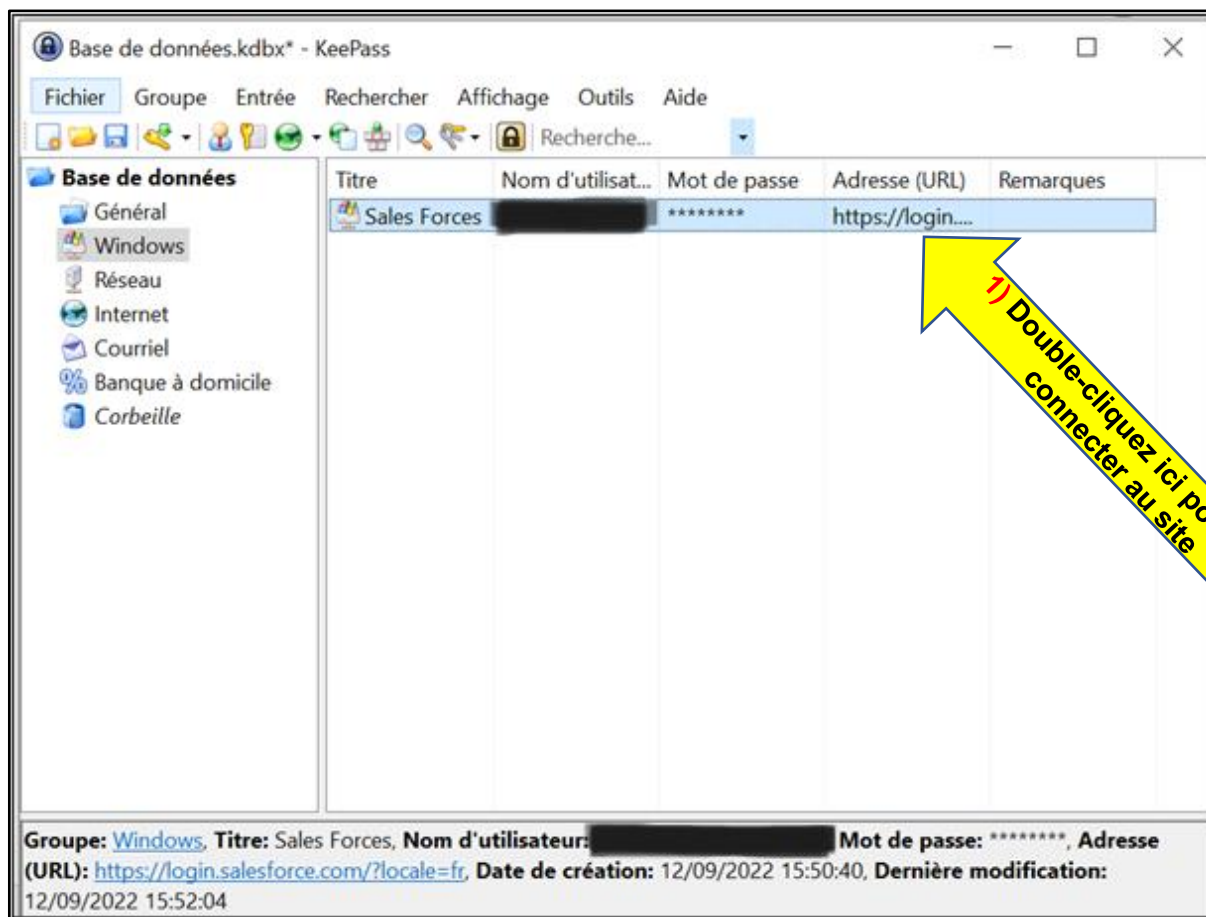 Base de données.kdbx* - KeePass
Fichier Groupe Entrée Rechercher Affichage Outils Aide
Recherche...
Base de données
Général
Windows
Réseau
Internet
Courriel
Banque à domicile
Corbeille
Titre Nom d'utilisat... Mot de passe Adresse (URL) Remarques
Sales Forces ******** https://login....
1) Double-cliquez ici po
connecter au site
Groupe: Windows, Titre: Sales Forces, Nom d'utilisateur: Mot de passe: ********, Adresse
(URL): https://login.salesforce.com/?locale=fr, Date de création: 12/09/2022 15:50:40, Dernière modification:
12/09/2022 15:52:04